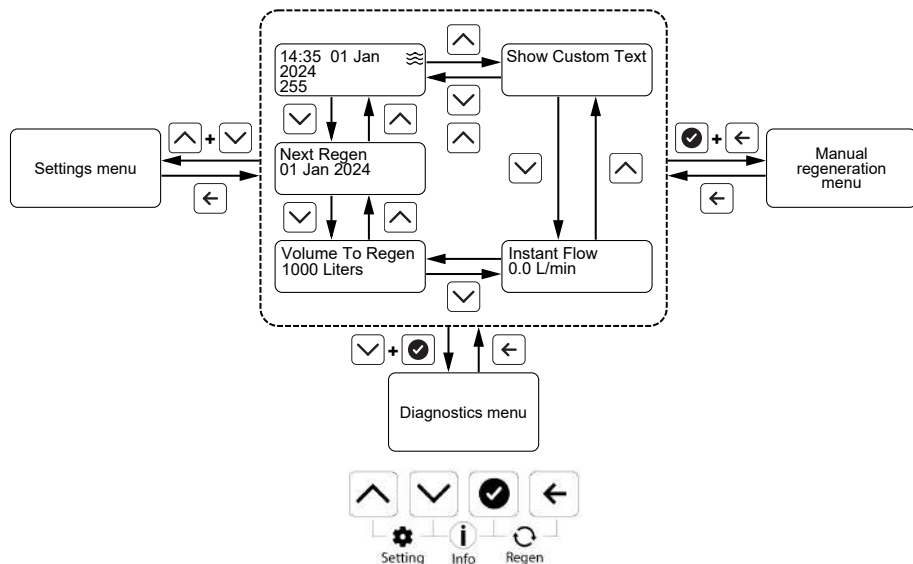 14:35 01 Jan
2024
255
Show Custom Text
Next Regen
01 Jan 2024
Settings menu
+
+
Manual
regeneration
menu
Volume To Regen
1000 Liters
Instant Flow
0.0 L/min
+
Diagnostics menu
i
Setting Info Regen